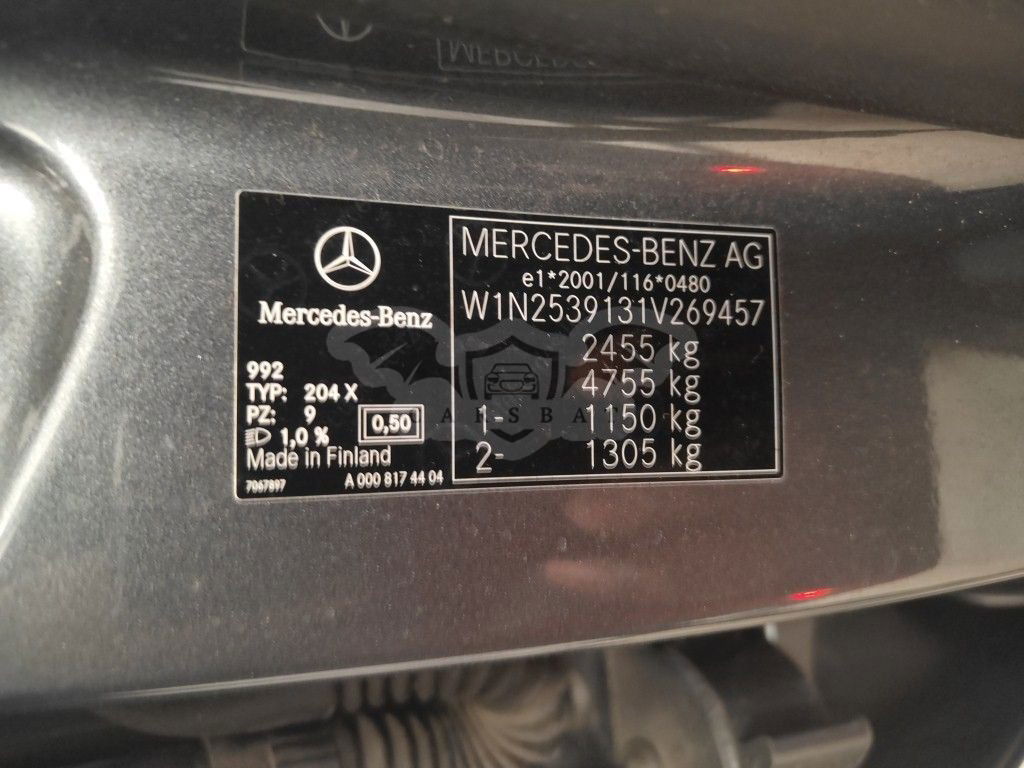 Mercedes-Benz
992
TYP: 204 X
PZ: 9
0,50
1,0 %
Made in Finland
7067897
A 000 817 44 04
MERCEDES-BENZ AG
e1*2001/116*0480
W1N2539131V269457
2455 kg
4755 kg
1- 1150 kg
2- 1305 kg